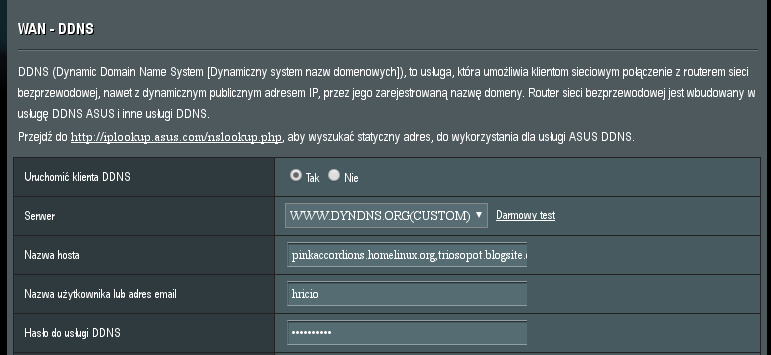 WAN - DDNS
DDNS (Dynamic Domain Name System [Dynamiczny system nazw domenowych]), to usługa, która umożliwia klientom sieciowym połączenie z routerem sieci
bezprzewodowej, nawet z dynamicznym publicznym adresem IP, przez jego zarejestrowaną nazwę domeny. Router sieci bezprzewodowej jest wbudowany w
usługę DDNS ASUS i inne usługi DDNS.
Przejdź do http://iplookup.asus.com/nslookup.php, aby wyszukać statyczny adres, do wykorzystania dla usługi ASUS DDNS.
Uruchomić klienta DDNS Tak Nie
Serwer WWW.DYNDNS.ORG(CUSTOM) Darmowy test
Nazwa hosta pinkaccordions.homelinux.org,triosopot.blogsite.
Nazwa użytkownika lub adres email hricio
Hasło do usługi DDNS ••••••••••